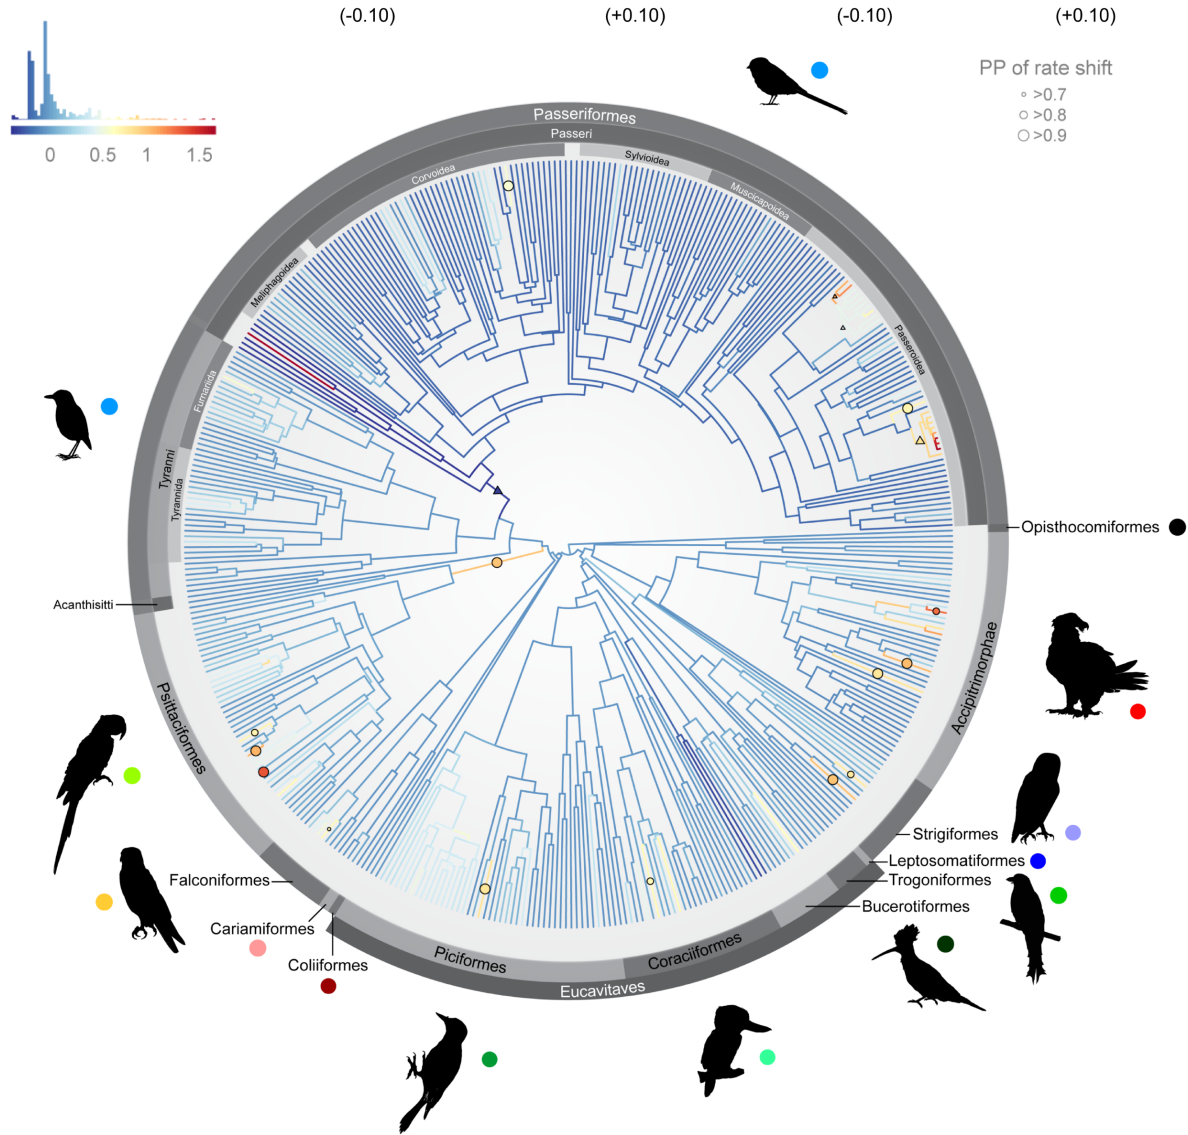 (-0.10) (+0.10) (-0.10) (+0.10)
PP of rate shift
>0.7
>0.8
>0.9
0 0.5 1 1.5
Passeriformes
Passeri
Corvoidea
Sylvioidea
Muscicapoidea
Meliphagoidea
Passeroidea
Furnariida
Tyranni
Tyrannida
Opisthocomiformes
Acanthisitti
Accipitrimorphae
Psittaciformes
Strigiformes
Leptosomatiformes
Trogoniformes
Bucerotiformes
Falconiformes
Cariamiformes
Coliiformes
Piciformes
Coraciiformes
Eucavitaves